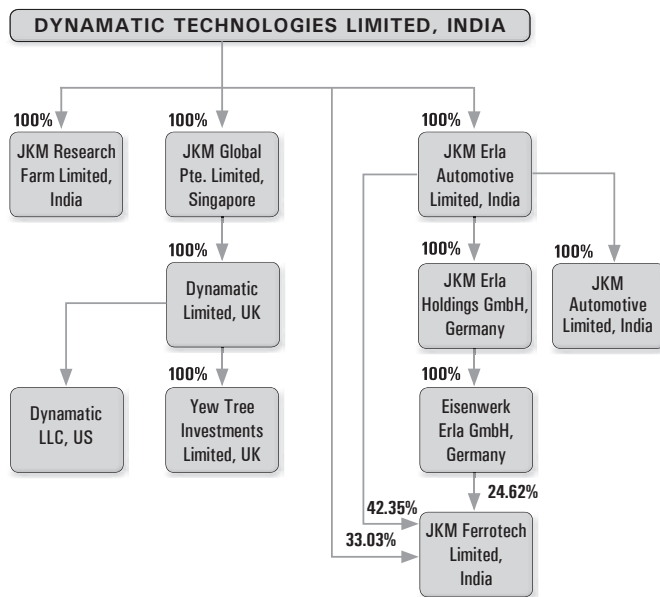 DYNAMATIC TECHNOLOGIES LIMITED, INDIA
100%
JKM Research
Farm Limited,
India
100%
JKM Global
Pte. Limited,
Singapore
100%
JKM Erla
Automotive
Limited, India
100%
Dynamatic
Limited, UK
100%
JKM Erla
Holdings GmbH,
Germany
100%
JKM
Automotive
Limited, India
Dynamatic
LLC, US
100%
Yew Tree
Investments
Limited, UK
100%
Eisenwerk
Erla GmbH,
Germany
24.62%
42.35%
33.03%
JKM Ferrotech
Limited,
India